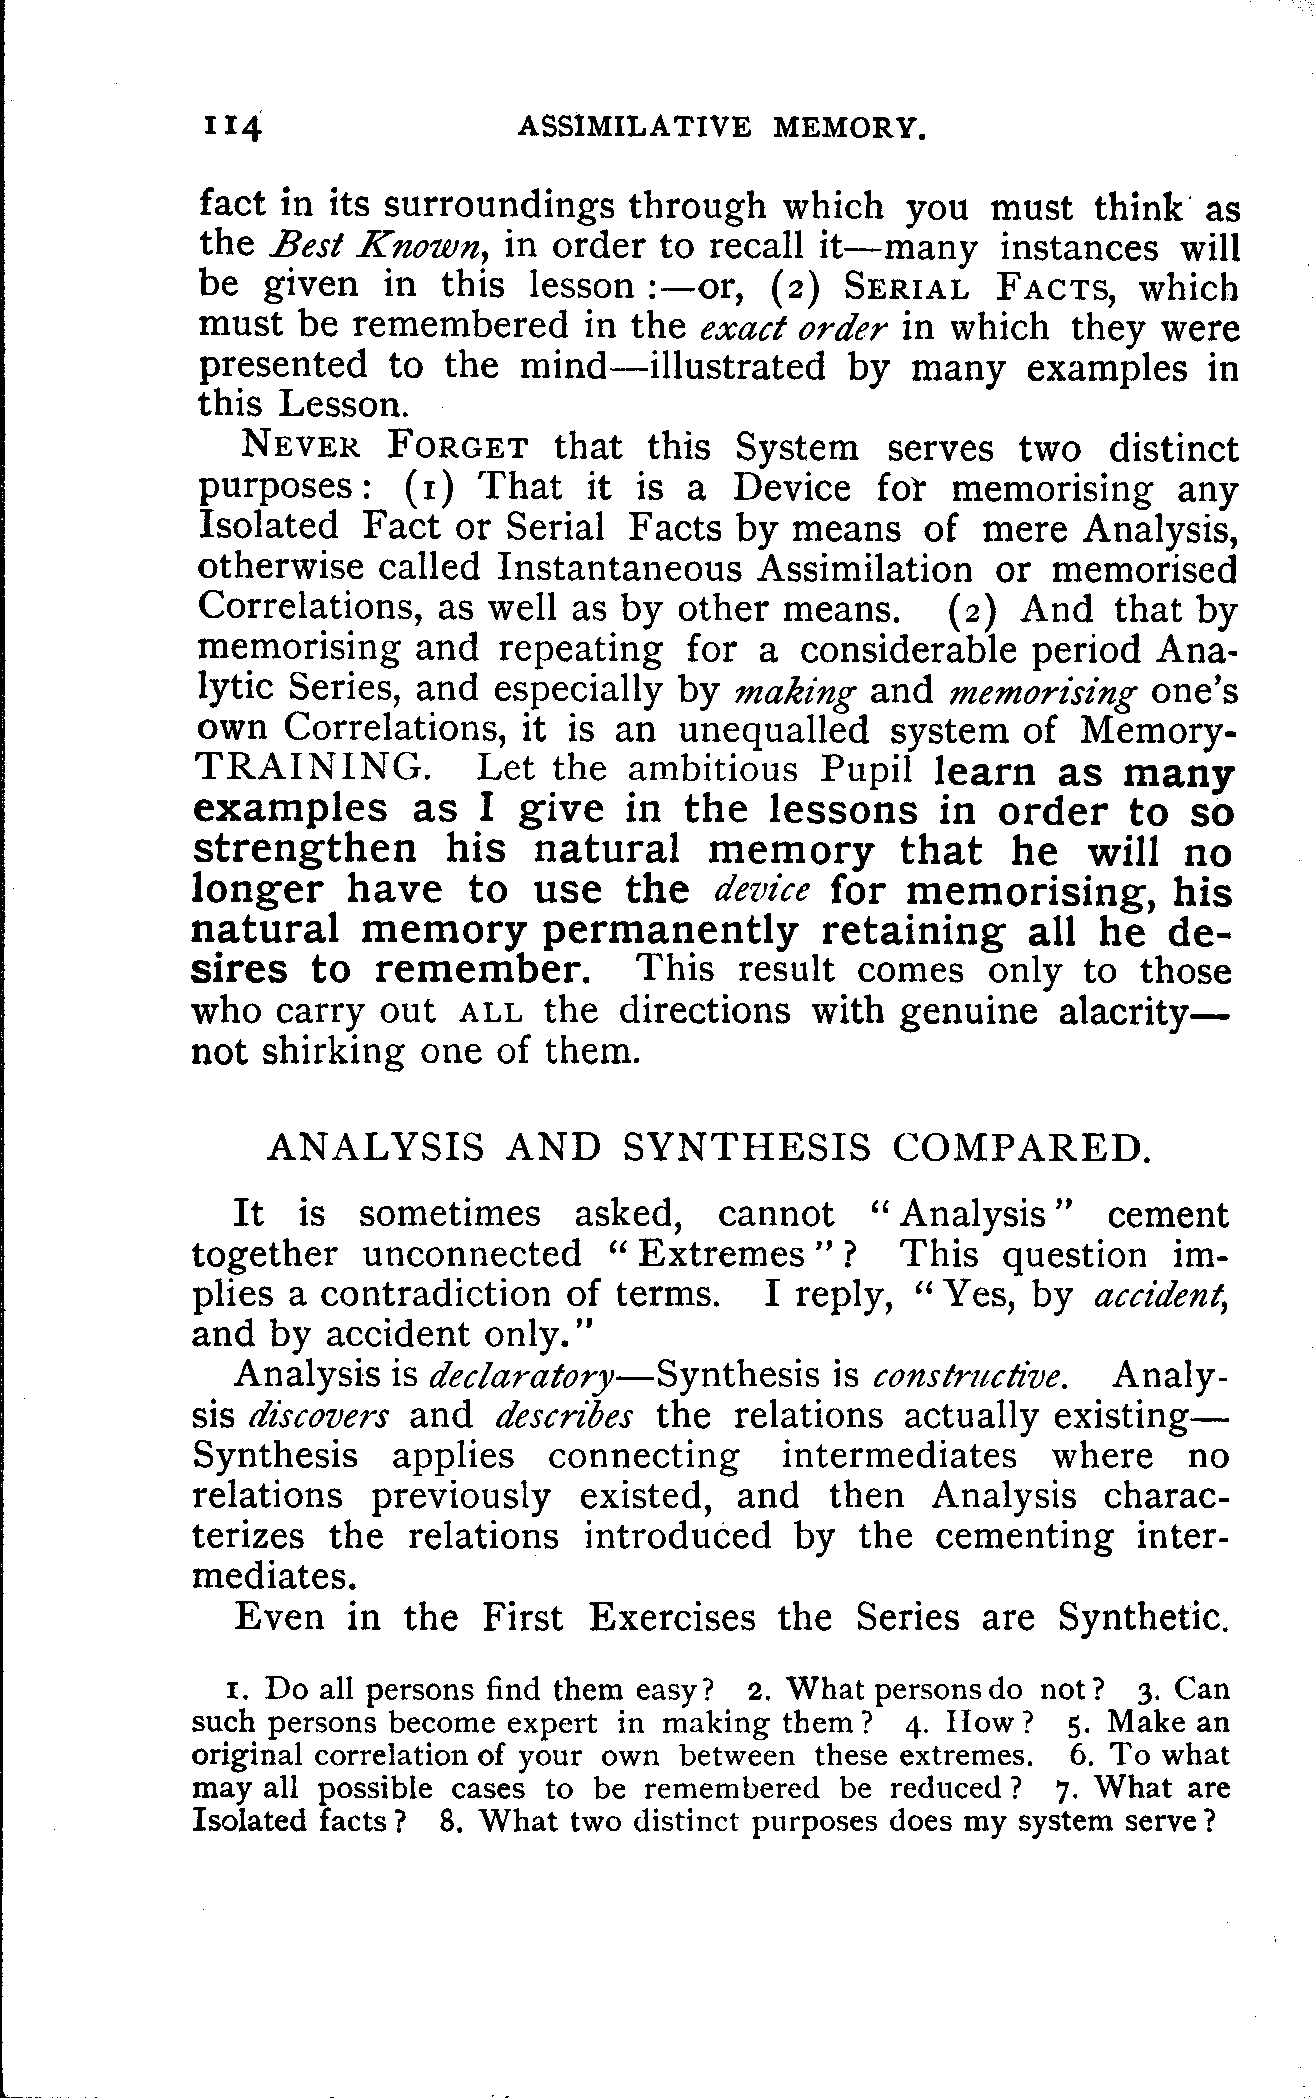 114 ASSIMILATIVE MEMORY.
fact in its surroundings through which you must think as
the Best Known, in order to recall it—many instances will
be given in this lesson :—or, (2) SERIAL FACTS, which
must be remembered in the exact order in which they were
presented to the mind—illustrated by many examples in
this Lesson.
NEVER FORGET that this System serves two distinct
purposes: (1) That it is a Device for memorising any
Isolated Fact or Serial Facts by means of mere Analysis,
otherwise called Instantaneous Assimilation or memorised
Correlations, as well as by other means. (2) And that by
memorising and repeating for a considerable period Ana-
lytic Series, and especially by making and memorising one's
own Correlations, it is an unequalled system of Memory-
TRAINING. Let the ambitious Pupil learn as many
examples as I give in the lessons in order to so
strengthen his natural memory that he will no
longer have to use the device for memorising, his
natural memory permanently retaining all he de-
sires to remember. This result comes only to those
who carry out ALL the directions with genuine alacrity—
not shirking one of them.
ANALYSIS AND SYNTHESIS COMPARED.
It is sometimes asked, cannot "Analysis" cement
together unconnected "Extremes"? This question im-
plies a contradiction of terms. I reply, "Yes, by accident,
and by accident only."
Analysis is declaratory—Synthesis is constructive. Analy-
sis discovers and describes the relations actually existing—
Synthesis applies connecting intermediates where no
relations previously existed, and then Analysis charac-
terizes the relations introduced by the cementing inter-
mediates.
Even in the First Exercises the Series are Synthetic.
1. Do all persons find them easy? 2. What persons do not? 3. Can
such persons become expert in making them? 4. How? 5. Make an
original correlation of your own between these extremes. 6. To what
may all possible cases to be remembered be reduced? 7. What are
Isolated facts? 8. What two distinct purposes does my system serve?